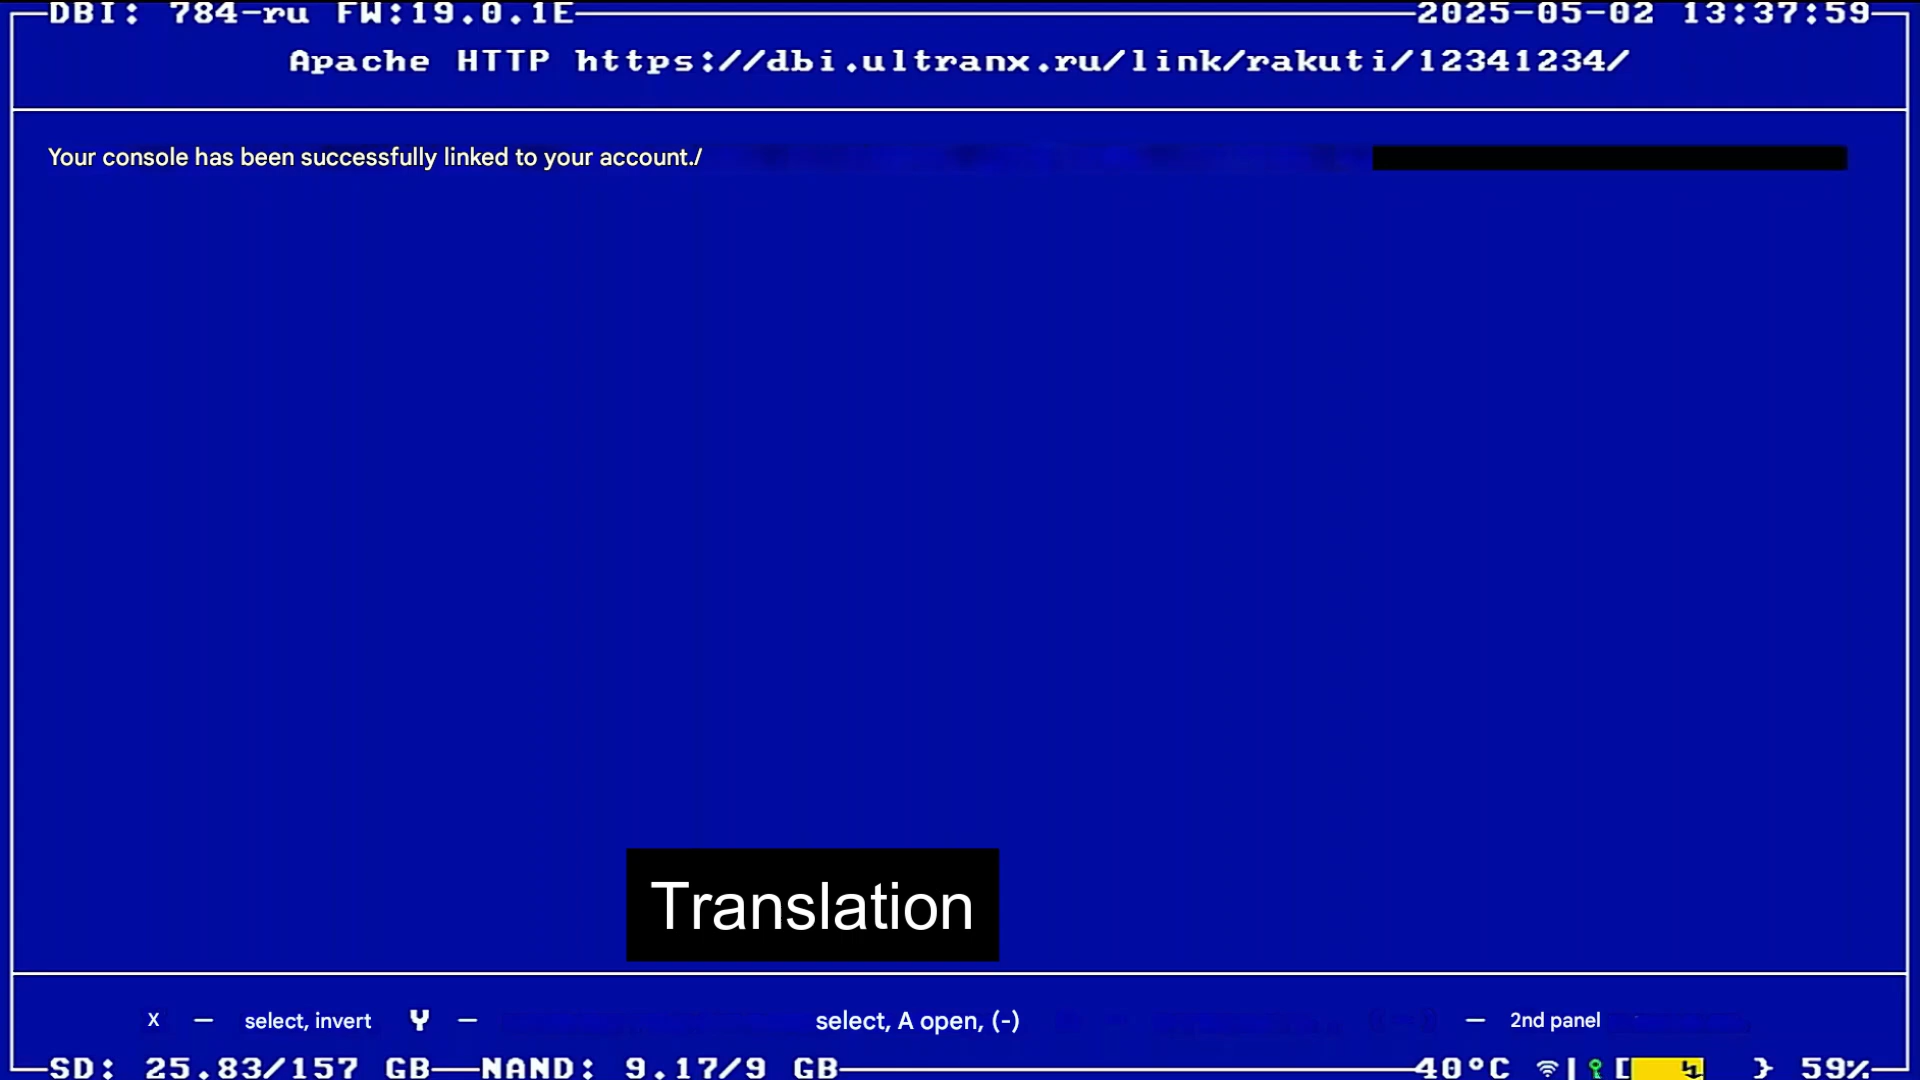 DBI: 784-ru FW:19.0.1E 2025-05-02 13:37:59
Apache HTTP https://dbi.ultranx.ru/link/rakuti/12341234/
Your console has been successfully linked to your account./
Translation
X — select, invert Y — select, A open, (-) — 2nd panel
SD: 25.83/157 GB NAND: 9.17/9 GB 40°C | [ } 59%